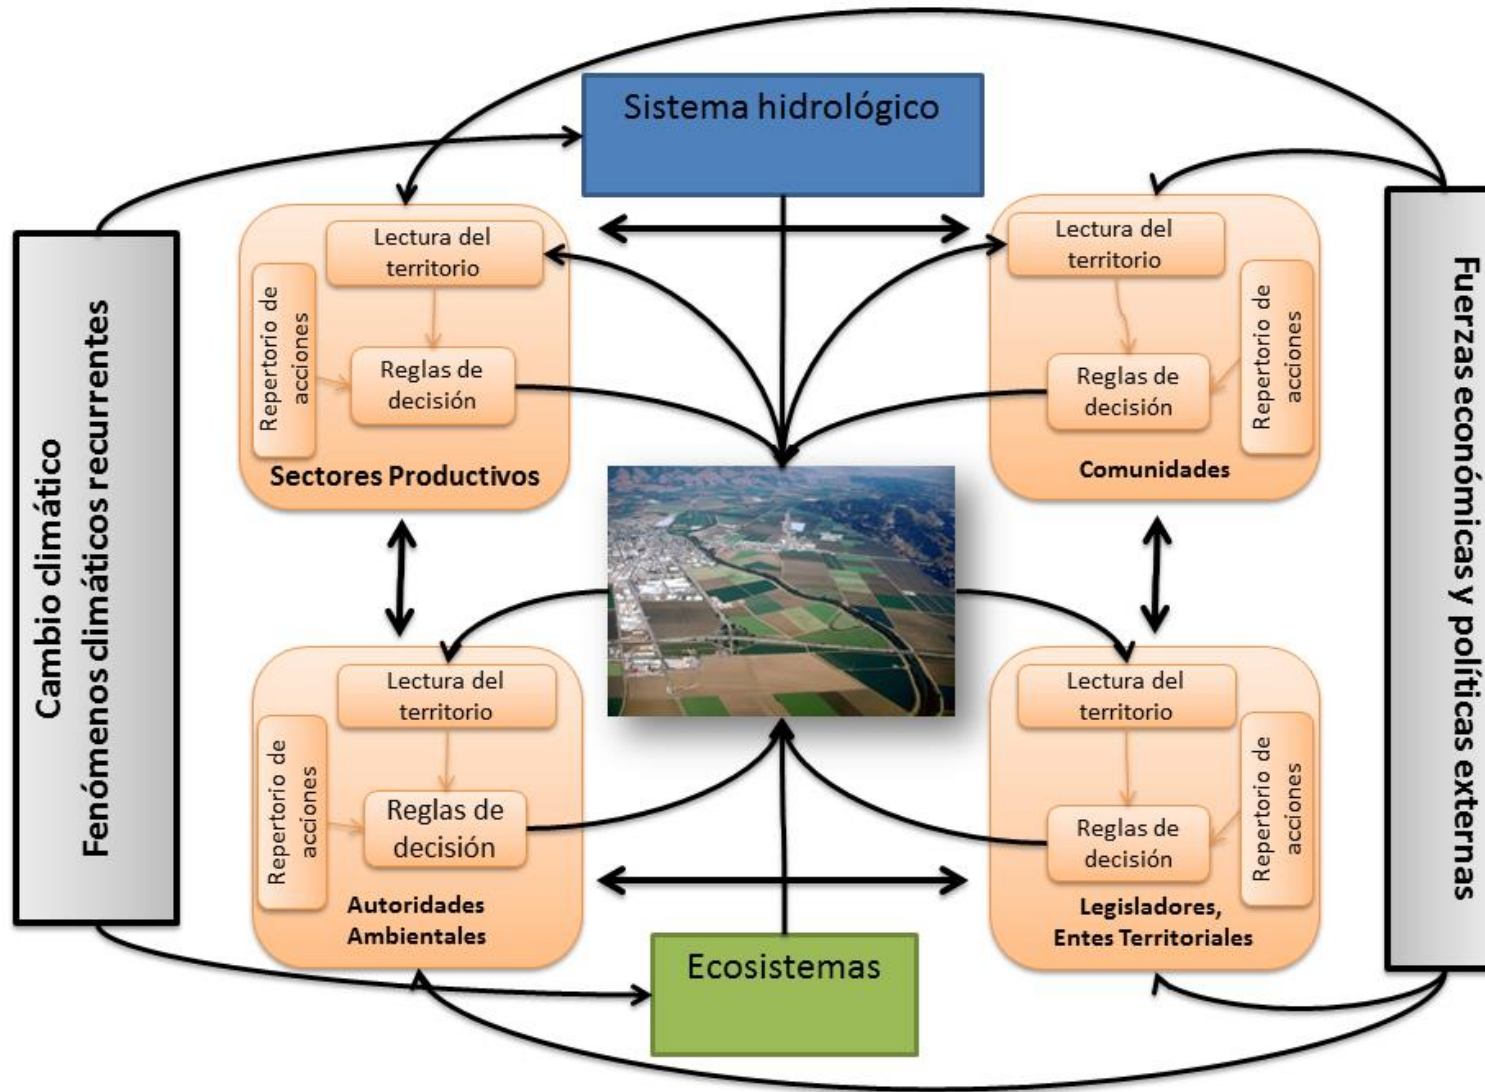 Sistema hidrológico
Cambio climático
Fenómenos climáticos recurrentes
Lectura del
territorio
Repertorio de
acciones
Reglas de
decisión
Sectores Productivos
Lectura del
territorio
Repertorio de
acciones
Reglas de
decisión
Comunidades
Fuerzas económicas y políticas externas
Lectura del
territorio
Repertorio de
acciones
Reglas de
decisión
Autoridades
Ambientales
Lectura del
territorio
Repertorio de
acciones
Reglas de
decisión
Legisladores,
Entes Territoriales
Ecosistemas